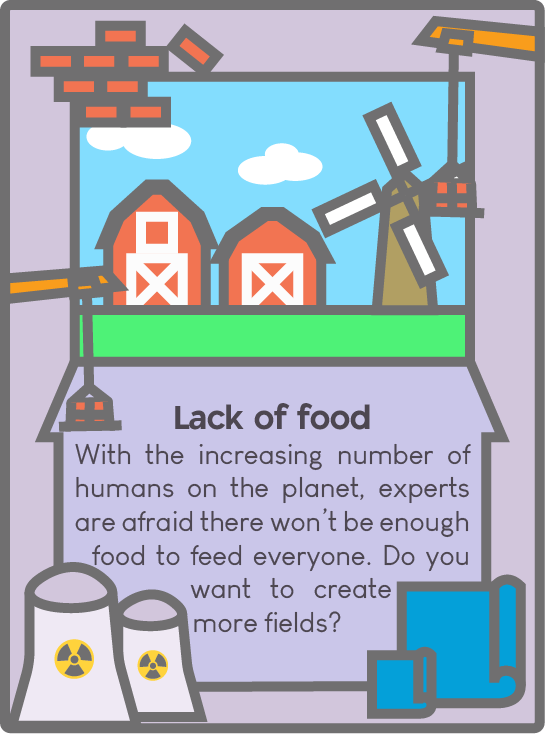 Lack of food
With the increasing number of
humans on the planet, experts
are afraid there won't be enough
food to feed everyone. Do you
want to create
more fields?